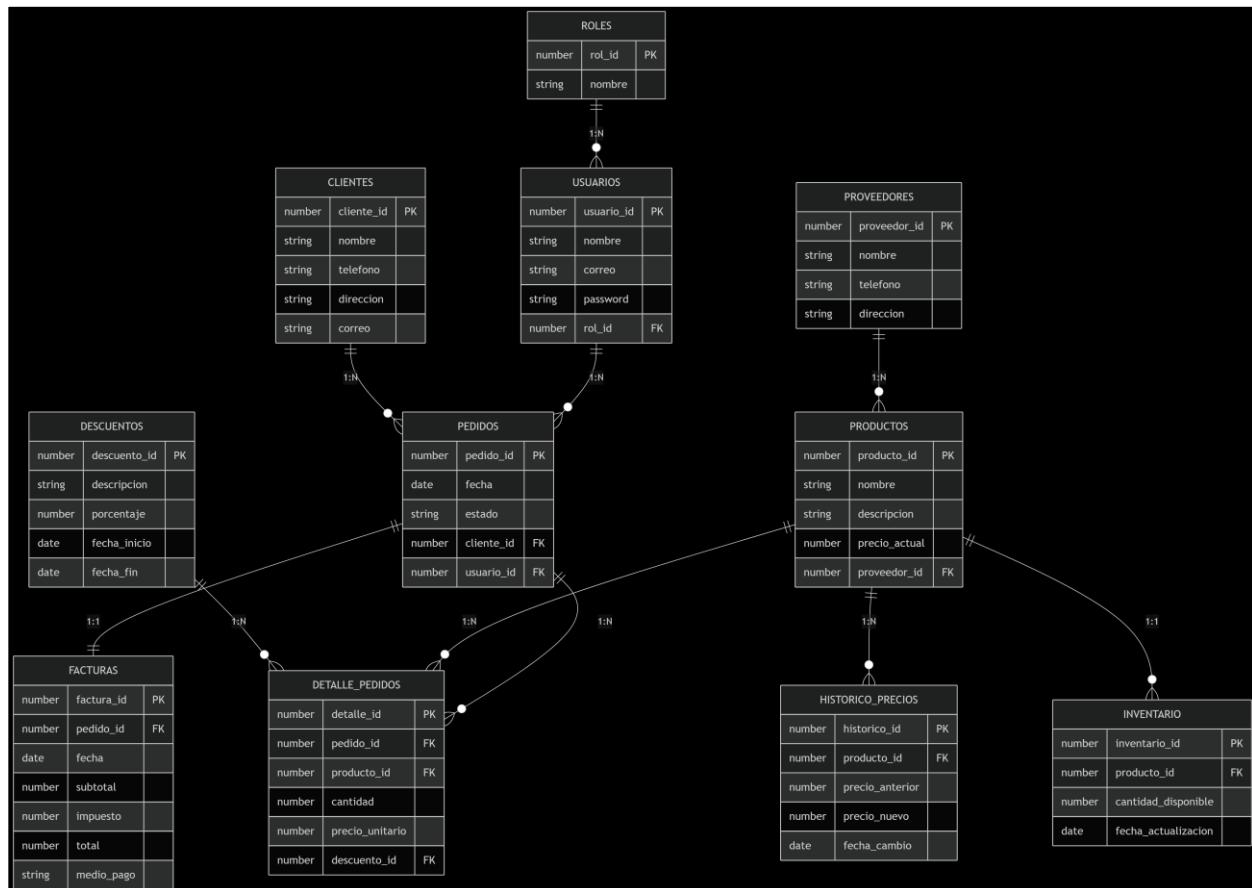 ROLES
number rol_id PK
string nombre
1:N
CLIENTES
number cliente_id PK
string nombre
string telefono
string direccion
string correo
USUARIOS
number usuario_id PK
string nombre
string correo
string password
number rol_id FK
PROVEEDORES
number proveedor_id PK
string nombre
string telefono
string direccion
1:N
1:N
1:N
DESCUENTOS
number descuento_id PK
string descripcion
number porcentaje
date fecha_inicio
date fecha_fin
PEDIDOS
number pedido_id PK
date fecha
string estado
number cliente_id FK
number usuario_id FK
PRODUCTOS
number producto_id PK
string nombre
string descripcion
number precio_actual
number proveedor_id FK
1:1
1:N
1:N
1:N
1:N
1:1
FACTURAS
number factura_id PK
number pedido_id FK
date fecha
number subtotal
number impuesto
number total
string medio_pago
DETALLE_PEDIDOS
number detalle_id PK
number pedido_id FK
number producto_id FK
number cantidad
number precio_unitario
number descuento_id FK
HISTORICO_PRECIOS
number historico_id PK
number producto_id FK
number precio_anterior
number precio_nuevo
date fecha_cambio
INVENTARIO
number inventario_id PK
number producto_id FK
number cantidad_disponible
date fecha_actualizacion